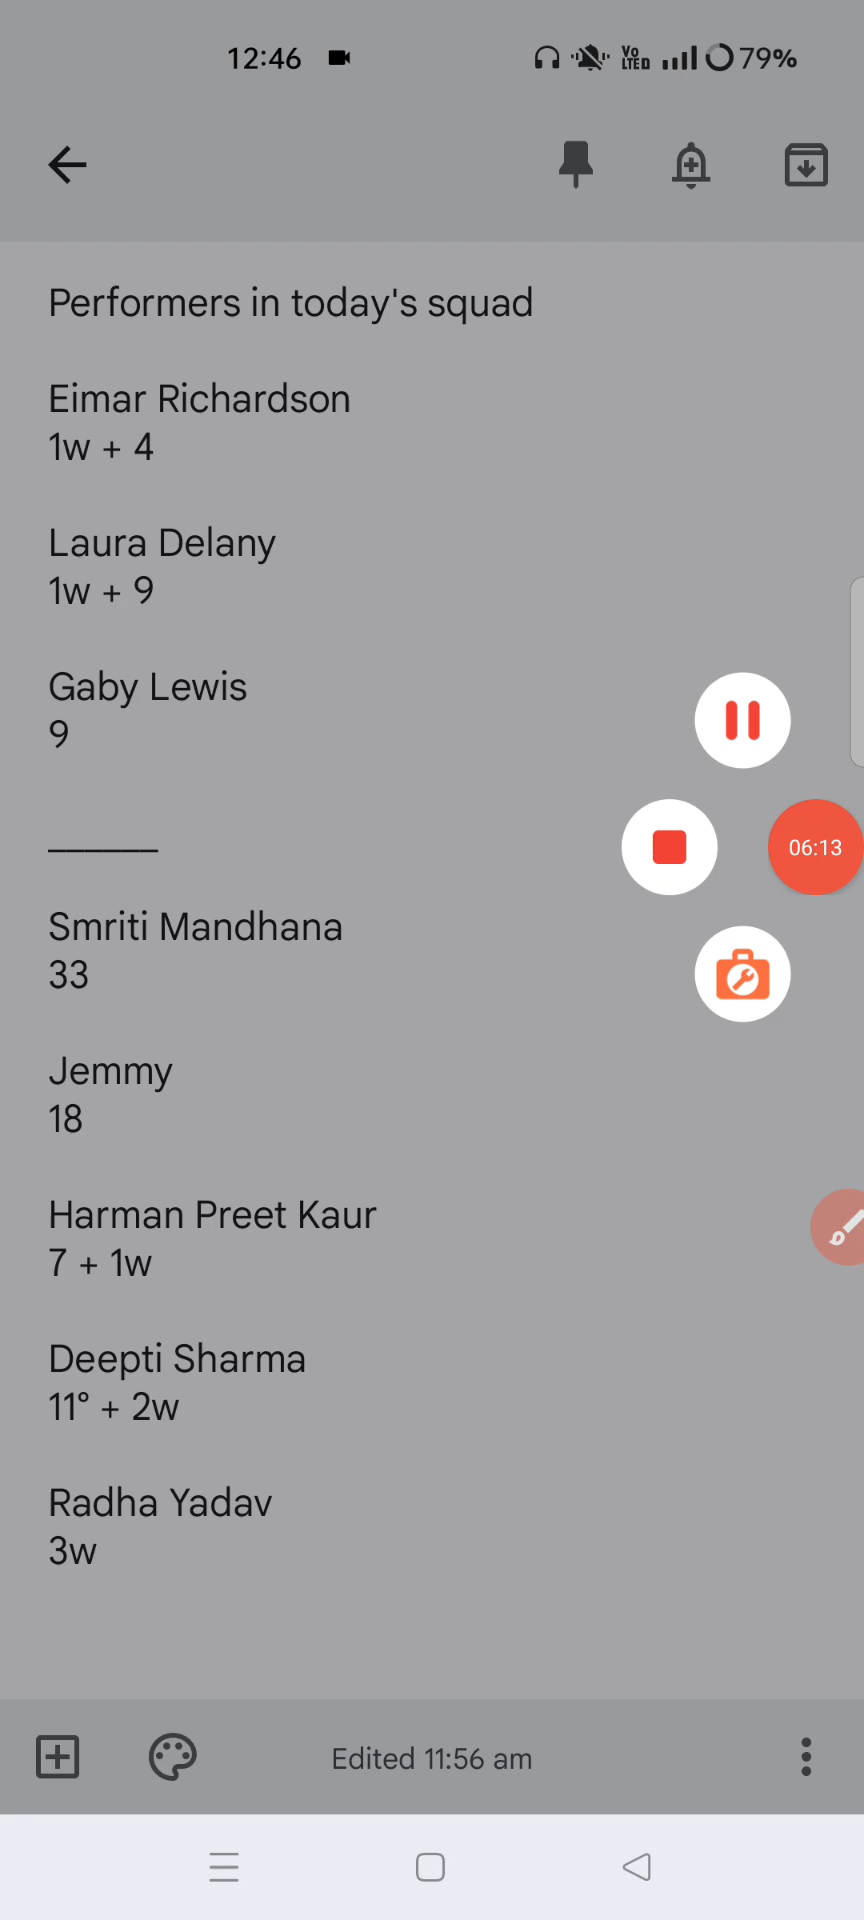 12:46
Vo LTE 79%
Performers in today's squad
Eimar Richardson
1w + 4
Laura Delany
1w + 9
Gaby Lewis
9
______
06:13
Smriti Mandhana
33
Jemmy
18
Harman Preet Kaur
7 + 1w
Deepti Sharma
11° + 2w
Radha Yadav
3w
Edited 11:56 am